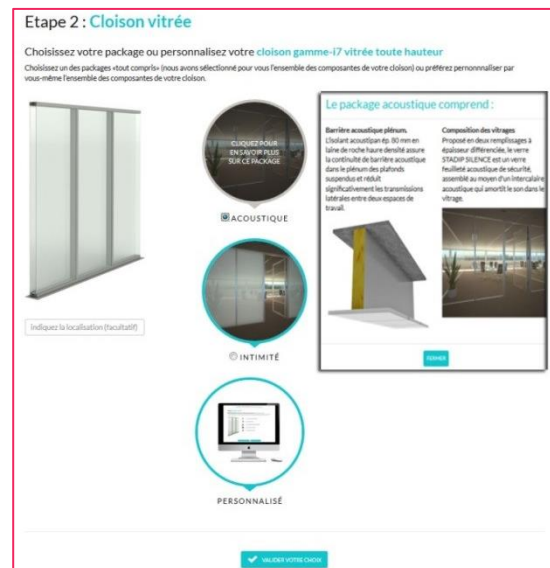 Etape 2 : Cloison vitrée
Choisissez votre package ou personnalisez votre cloison gamme-i7 vitrée toute hauteur
Choisissez un des packages «tout compris» (nous avons sélectionné pour vous l'ensemble des composantes de votre cloison) ou préférez pernonnnaliser par
vous-même l'ensemble des composantes de votre cloison.
CLIQUEZ POUR
EN SAVOIR PLUS
SUR CE PACKAGE
ACOUSTIQUE
Indiquez la localisation (facultatif)
INTIMITÉ
PERSONNALISÉ
Le package acoustique comprend :
Barrière acoustique plénum.
L'isolant acoustipan ép. 80 mm en
laine de roche haure densité assure
la continuité de barrière acoustique
dans le plénum des plafonds
suspendus et réduit
significativement les transmissions
latérales entre deux espaces de
travail.
Composition des vitrages
Proposé en deux remplissages à
épaisseur différenciée, le verre
STADIP SILENCE est un verre
feuilleté acoustique de sécurité,
assemblé au moyen d'un intercalaire
acoustique qui amortit le son dans le
vitrage.
FERMER
VALIDER VOTRE CHOIX